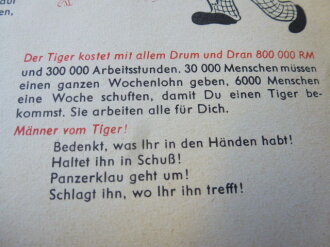 Der Tiger kostet mit allem Drum und Dran 800 000 RM
und 300 000 Arbeitsstunden. 30 000 Menschen müssen
einen ganzen Wochenlohn geben, 6000 Menschen
eine Woche schuften, damit Du einen Tiger be-
kommst. Sie arbeiten alle für Dich.
Männer vom Tiger!
Bedenkt, was Ihr in den Händen habt!
Haltet ihn in Schuß!
Panzerklau geht um!
Schlagt ihn, wo Ihr ihn trefft!